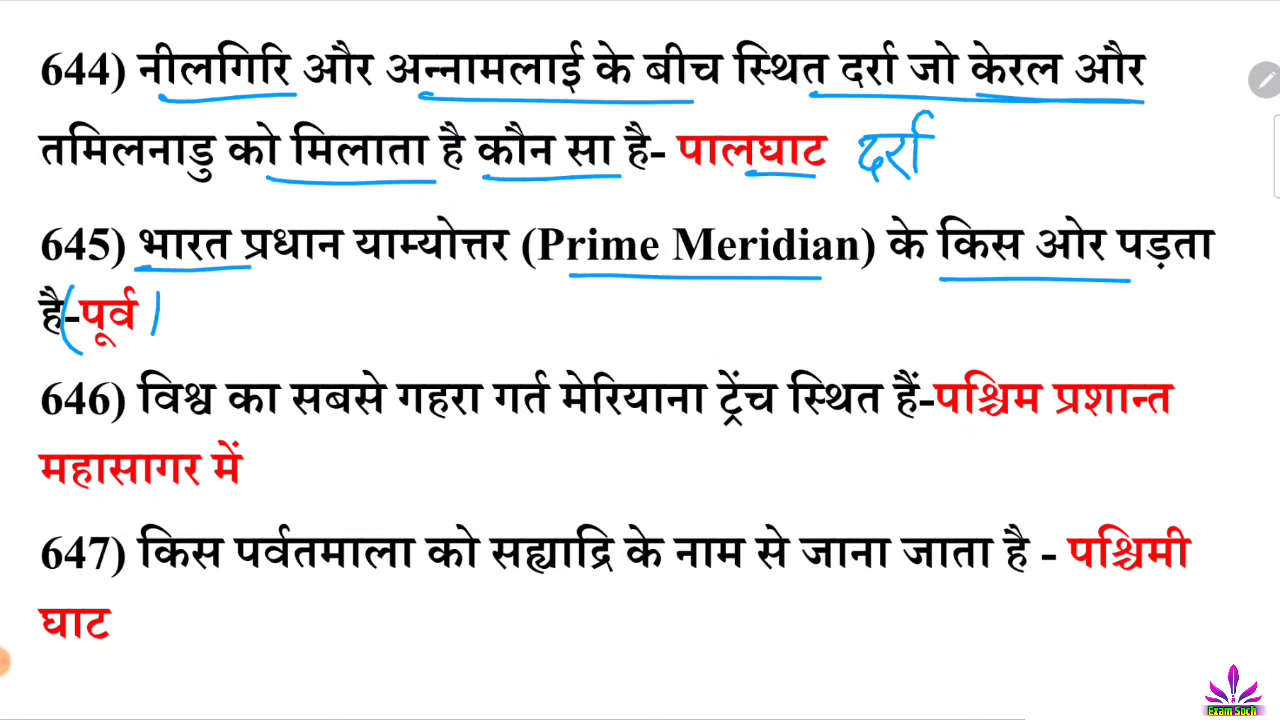 644) नीलगिरि और अन्नामलाई के बीच स्थित दर्रा जो केरल और
तमिलनाडु को मिलाता है कौन सा है- पालघाट दर्रा
645) भारत प्रधान याम्योत्तर (Prime Meridian) के किस ओर पड़ता
है-पूर्व
646) विश्व का सबसे गहरा गर्त मेरियाना ट्रेंच स्थित हैं-पश्चिम प्रशान्त
महासागर में
647) किस पर्वतमाला को सह्याद्रि के नाम से जाना जाता है - पश्चिमी
घाट
Exam Soch